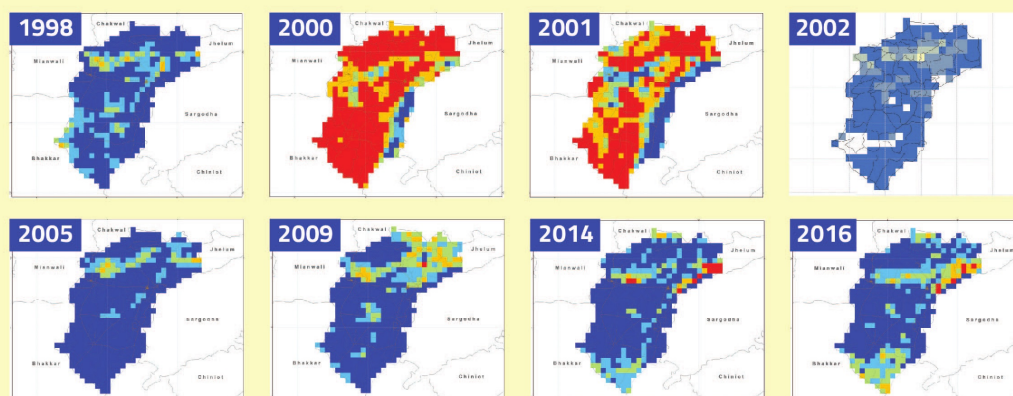 1998
Chakwal
Jhelum
Mianwali
Sargodha
Bhakkar
Chiniot
2000
Chakwal
Jhelum
Mianwali
Sargodha
Bhakkar
Chiniot
2001
Chakwal
Jhelum
Mianwali
Sargodha
Bhakkar
Chiniot
2002
2005
Chakwal
Jhelum
Mianwali
Sargodha
Bhakkar
Chiniot
2009
Chakwal
Jhelum
Mianwali
Sargodha
Bhakkar
Chiniot
2014
Chakwal
Jhelum
Mianwali
Sargodha
Bhakkar
Chiniot
2016
Chakwal
Jhelum
Mianwali
Sargodha
Bhakkar
Chiniot